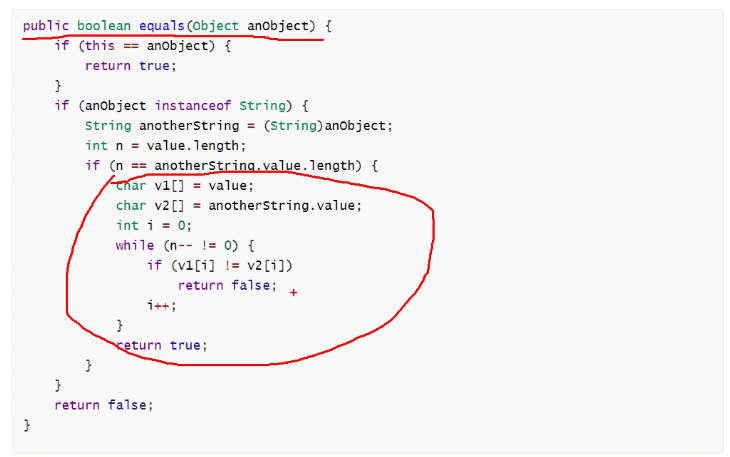 public boolean equals(Object anObject) {
    if (this == anObject) {
        return true;
    }
    if (anObject instanceof String) {
        String anotherString = (String)anObject;
        int n = value.length;
        if (n == anotherString.value.length) {
            char v1[] = value;
            char v2[] = anotherString.value;
            int i = 0;
            while (n-- != 0) {
                if (v1[i] != v2[i])
                    return false;
                i++;
            }
            return true;
        }
    }
    return false;
}